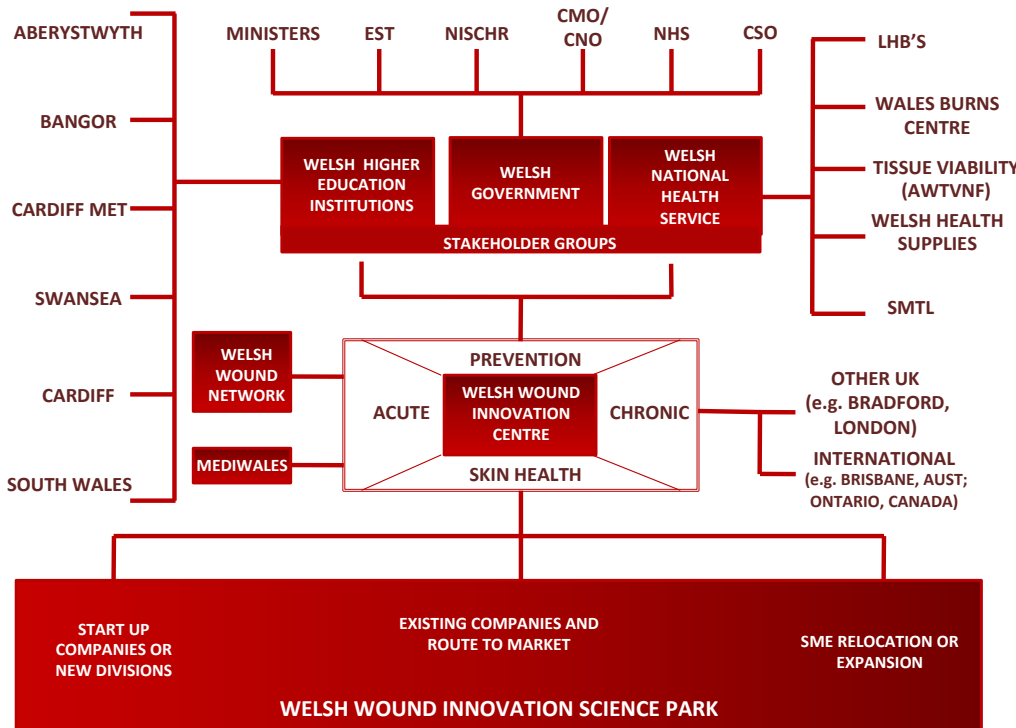 ABERYSTWYTH
BANGOR
CARDIFF MET
SWANSEA
CARDIFF
SOUTH WALES
MINISTERS
EST
NISCHR
CMO/
CNO
NHS
CSO
LHB'S
WALES BURNS
CENTRE
TISSUE VIABILITY
(AWTVNF)
WELSH HEALTH
SUPPLIES
SMTL
WELSH HIGHER
EDUCATION
INSTITUTIONS
WELSH
GOVERNMENT
WELSH
NATIONAL
HEALTH
SERVICE
STAKEHOLDER GROUPS
WELSH
WOUND
NETWORK
MEDIWALES
PREVENTION
ACUTE
WELSH WOUND
INNOVATION
CENTRE
CHRONIC
SKIN HEALTH
OTHER UK
(e.g. BRADFORD,
LONDON)
INTERNATIONAL
(e.g. BRISBANE, AUST;
ONTARIO, CANADA)
START UP
COMPANIES OR
NEW DIVISIONS
EXISTING COMPANIES AND
ROUTE TO MARKET
SME RELOCATION OR
EXPANSION
WELSH WOUND INNOVATION SCIENCE PARK